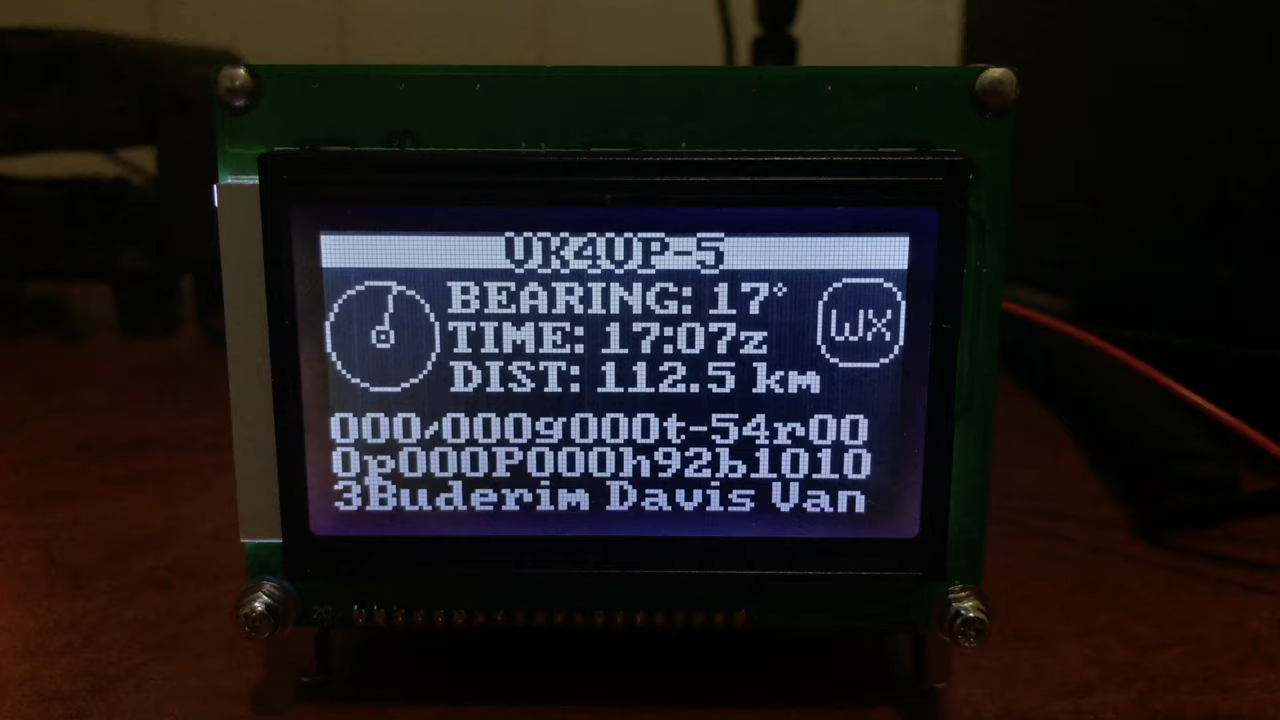 VK4VP-5
BEARING: 17°
TIME: 17:07z
DIST: 112.5 km
WX
000/000g000t-54r00
0p000P000h92b1010
3Buderim Davis Van
20